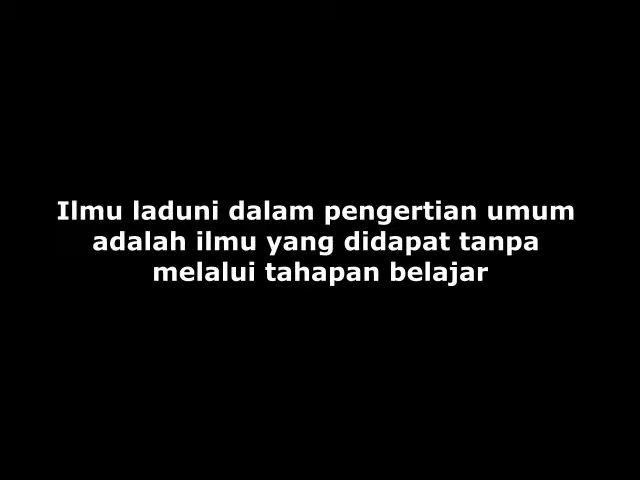 Ilmu laduni dalam pengertian umum
adalah ilmu yang didapat tanpa
melalui tahapan belajar